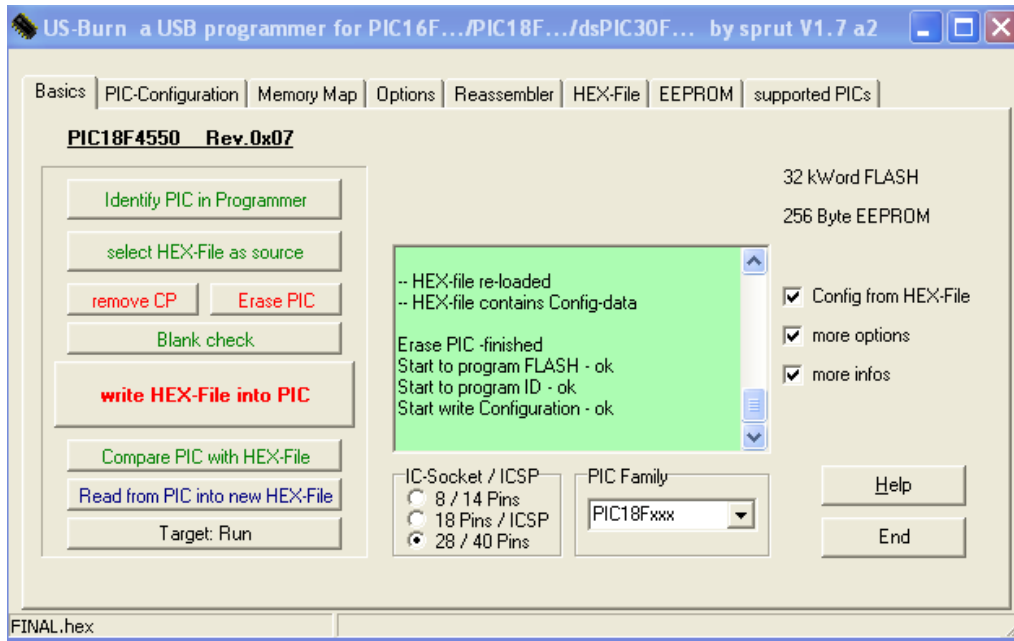 US-Burn a USB programmer for PIC16F.../PIC18F.../dsPIC30F... by sprut V1.7 a2
Basics PIC-Configuration Memory Map Options Reassembler HEX-File EEPROM supported PICs
PIC18F4550 Rev.0x07
Identify PIC in Programmer
select HEX-File as source
remove CP Erase PIC
Blank check
write HEX-File into PIC
Compare PIC with HEX-File
Read from PIC into new HEX-File
Target: Run
-- HEX-file re-loaded
-- HEX-file contains Config-data
Erase PIC -finished
Start to program FLASH - ok
Start to program ID - ok
Start write Configuration - ok
IC-Socket / ICSP
8 / 14 Pins
18 Pins / ICSP
28 / 40 Pins
PIC Family
PIC18Fxxx
32 kWord FLASH
256 Byte EEPROM
Config from HEX-File
more options
more infos
Help
End
FINAL.hex